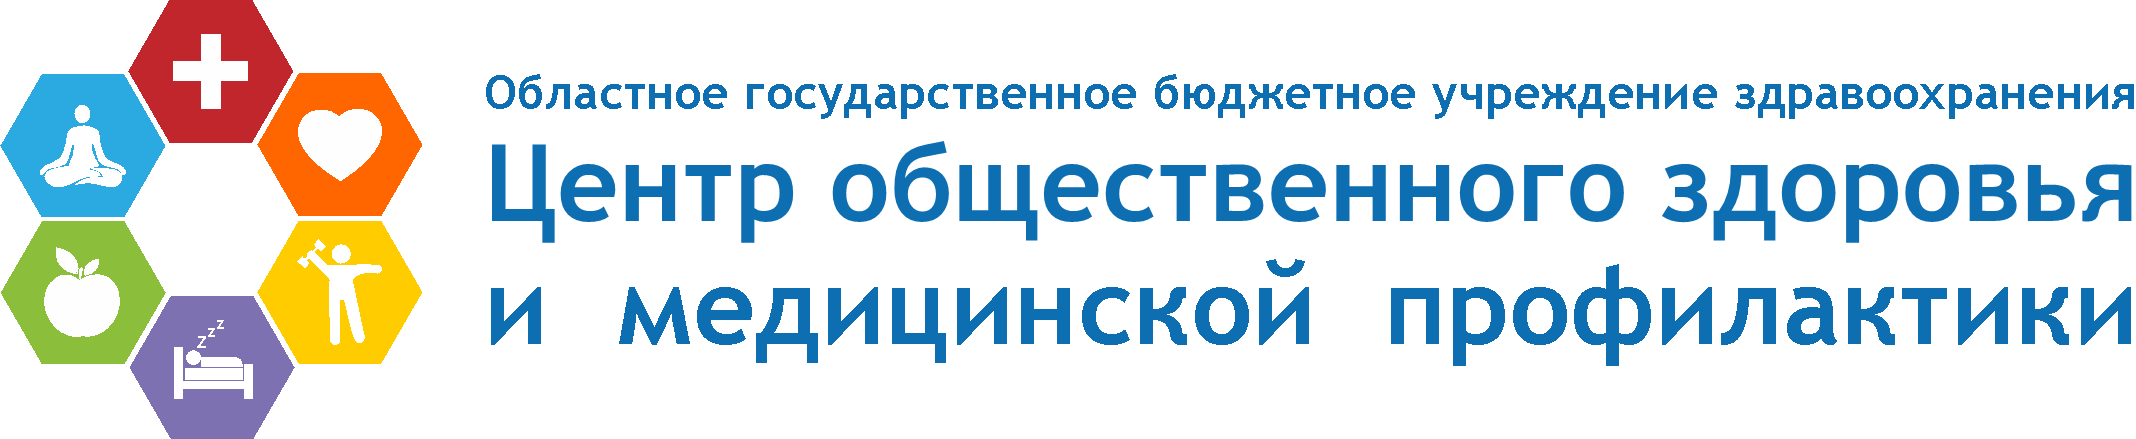 Областное государственное бюджетное учреждение здравоохранения
Центр общественного здоровья
и медицинской профилактики
z z z